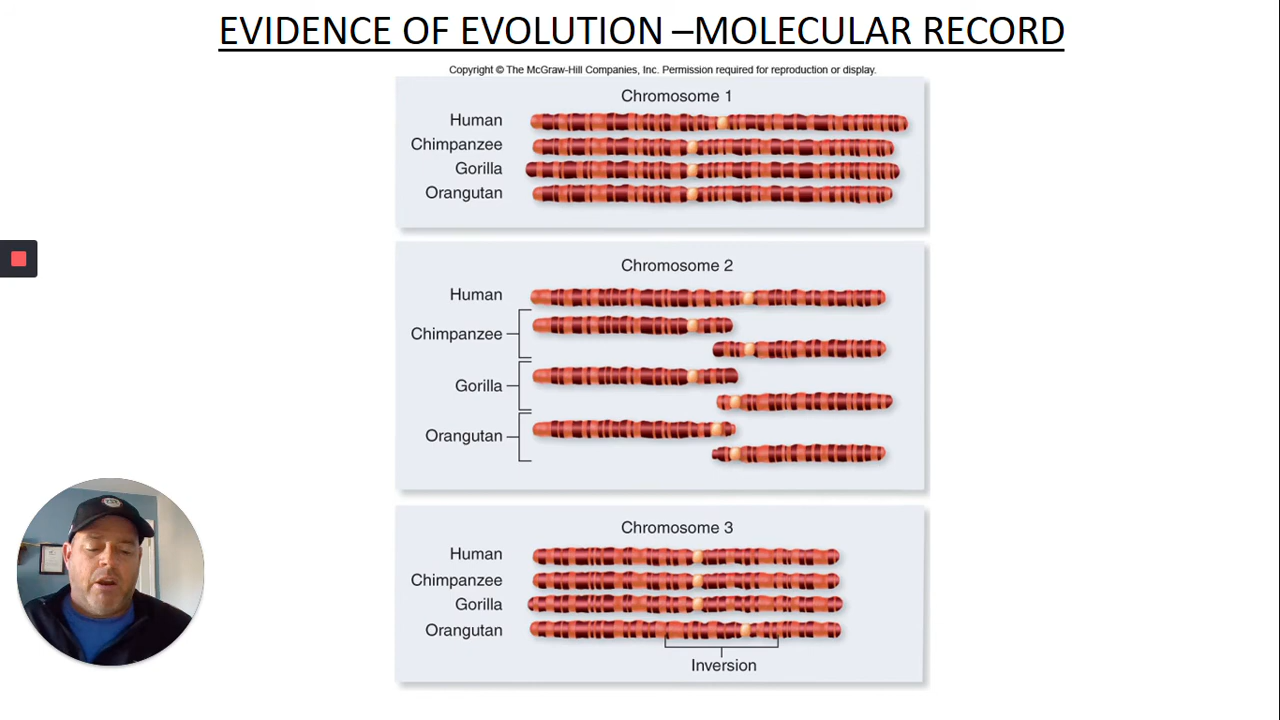 EVIDENCE OF EVOLUTION –MOLECULAR RECORD
Copyright © The McGraw-Hill Companies, Inc. Permission required for reproduction or display.
Chromosome 1
Human
Chimpanzee
Gorilla
Orangutan
Chromosome 2
Human
Chimpanzee
Gorilla
Orangutan
Chromosome 3
Human
Chimpanzee
Gorilla
Orangutan
Inversion